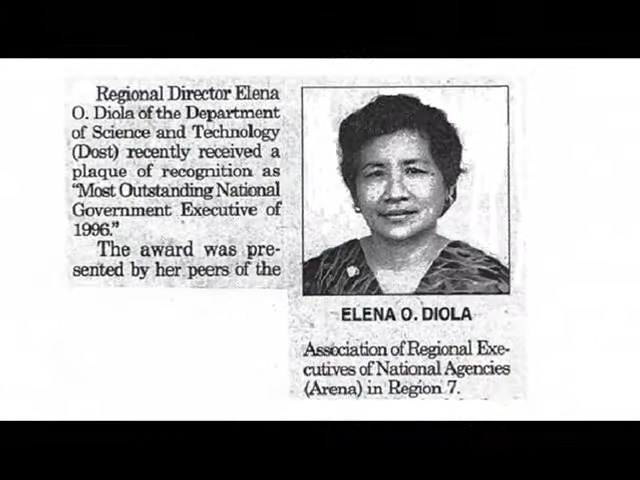 Regional Director Elena
O. Diola of the Department
of Science and Technology
(Dost) recently received a
plaque of recognition as
“Most Outstanding National
Government Executive of
1996.”
The award was pre-
sented by her peers of the
ELENA O. DIOLA
Association of Regional Exe-
cutives of National Agencies
(Arena) in Region 7.